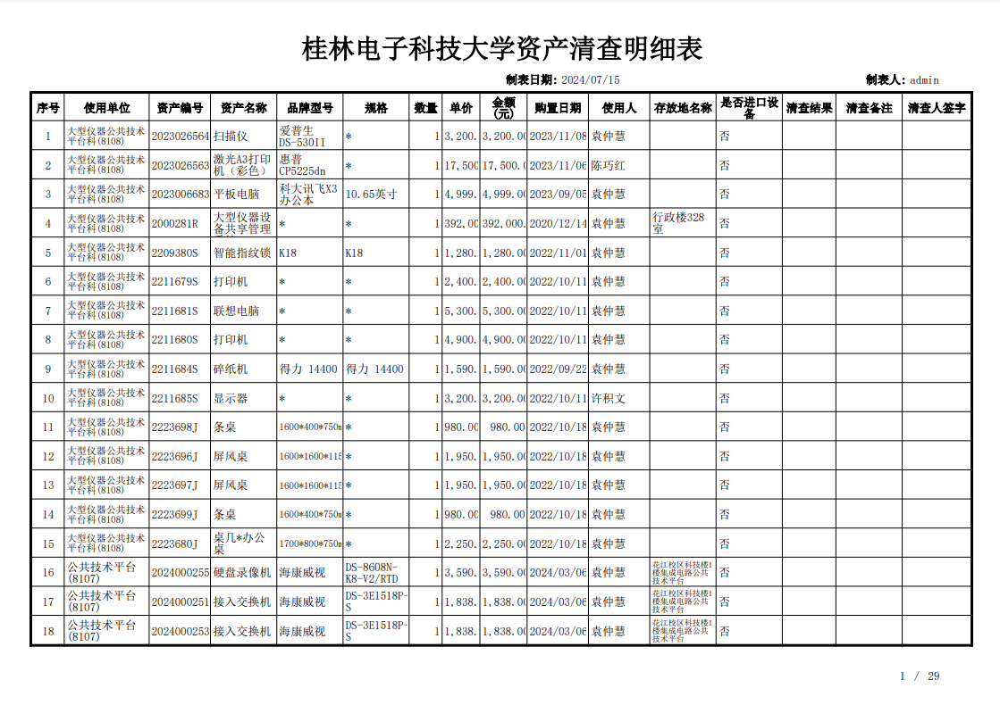 桂林电子科技大学资产清查明细表
制表日期: 2024/07/15 制表人: admin
序号 使用单位 资产编号 资产名称 品牌型号 规格 数量 单价 金额(元) 购置日期 使用人 存放地名称 是否进口设备 清查结果 清查备注 清查人签字
1 大型仪器公共技术平台科(8108) 2023026564 扫描仪 爱普生 DS-530II * 1 3,200. 3,200.00 2023/11/08 袁仲慧 否
2 大型仪器公共技术平台科(8108) 2023026563 激光A3打印机（彩色） 惠普 CP5225dn * 1 17,500 17,500. 2023/11/06 陈巧红 否
3 大型仪器公共技术平台科(8108) 2023006683 平板电脑 科大讯飞X3办公本 10.65英寸 1 4,999. 4,999.00 2023/09/05 袁仲慧 否
4 大型仪器公共技术平台科(8108) 2000281R 大型仪器设备共享管理 * * 1 392,00 392,000. 2020/12/14 袁仲慧 行政楼328室 否
5 大型仪器公共技术平台科(8108) 2209380S 智能指纹锁 K18 K18 1 1,280. 1,280.00 2022/11/01 袁仲慧 否
6 大型仪器公共技术平台科(8108) 2211679S 打印机 * * 1 2,400. 2,400.00 2022/10/11 袁仲慧 否
7 大型仪器公共技术平台科(8108) 2211681S 联想电脑 * * 1 5,300. 5,300.00 2022/10/11 袁仲慧 否
8 大型仪器公共技术平台科(8108) 2211680S 打印机 * * 1 4,900. 4,900.00 2022/10/11 袁仲慧 否
9 大型仪器公共技术平台科(8108) 2211684S 碎纸机 得力 14400 得力 14400 1 1,590. 1,590.00 2022/09/22 袁仲慧 否
10 大型仪器公共技术平台科(8108) 2211685S 显示器 * * 1 3,200. 3,200.00 2022/10/11 许积文 否
11 大型仪器公共技术平台科(8108) 2223698J 条桌 1600*400*750m * 1 980.00 980.00 2022/10/18 袁仲慧 否
12 大型仪器公共技术平台科(8108) 2223696J 屏风桌 1600*1600*115 * 1 1,950. 1,950.00 2022/10/18 袁仲慧 否
13 大型仪器公共技术平台科(8108) 2223697J 屏风桌 1600*1600*115 * 1 1,950. 1,950.00 2022/10/18 袁仲慧 否
14 大型仪器公共技术平台科(8108) 2223699J 条桌 1600*400*750m * 1 980.00 980.00 2022/10/18 袁仲慧 否
15 大型仪器公共技术平台科(8108) 2223680J 桌几*办公桌 1700*800*750m * 1 2,250. 2,250.00 2022/10/18 袁仲慧 否
16 公共技术平台(8107) 2024000255 硬盘录像机 海康威视 DS-8608N-K8-V2/RTD 1 3,590. 3,590.00 2024/03/06 袁仲慧 花江校区科技楼1楼集成电路公共技术平台 否
17 公共技术平台(8107) 2024000251 接入交换机 海康威视 DS-3E1518P-S 1 1,838. 1,838.00 2024/03/06 袁仲慧 花江校区科技楼1楼集成电路公共技术平台 否
18 公共技术平台(8107) 2024000253 接入交换机 海康威视 DS-3E1518P-S 1 1,838. 1,838.00 2024/03/06 袁仲慧 花江校区科技楼1楼集成电路公共技术平台 否
1 / 29